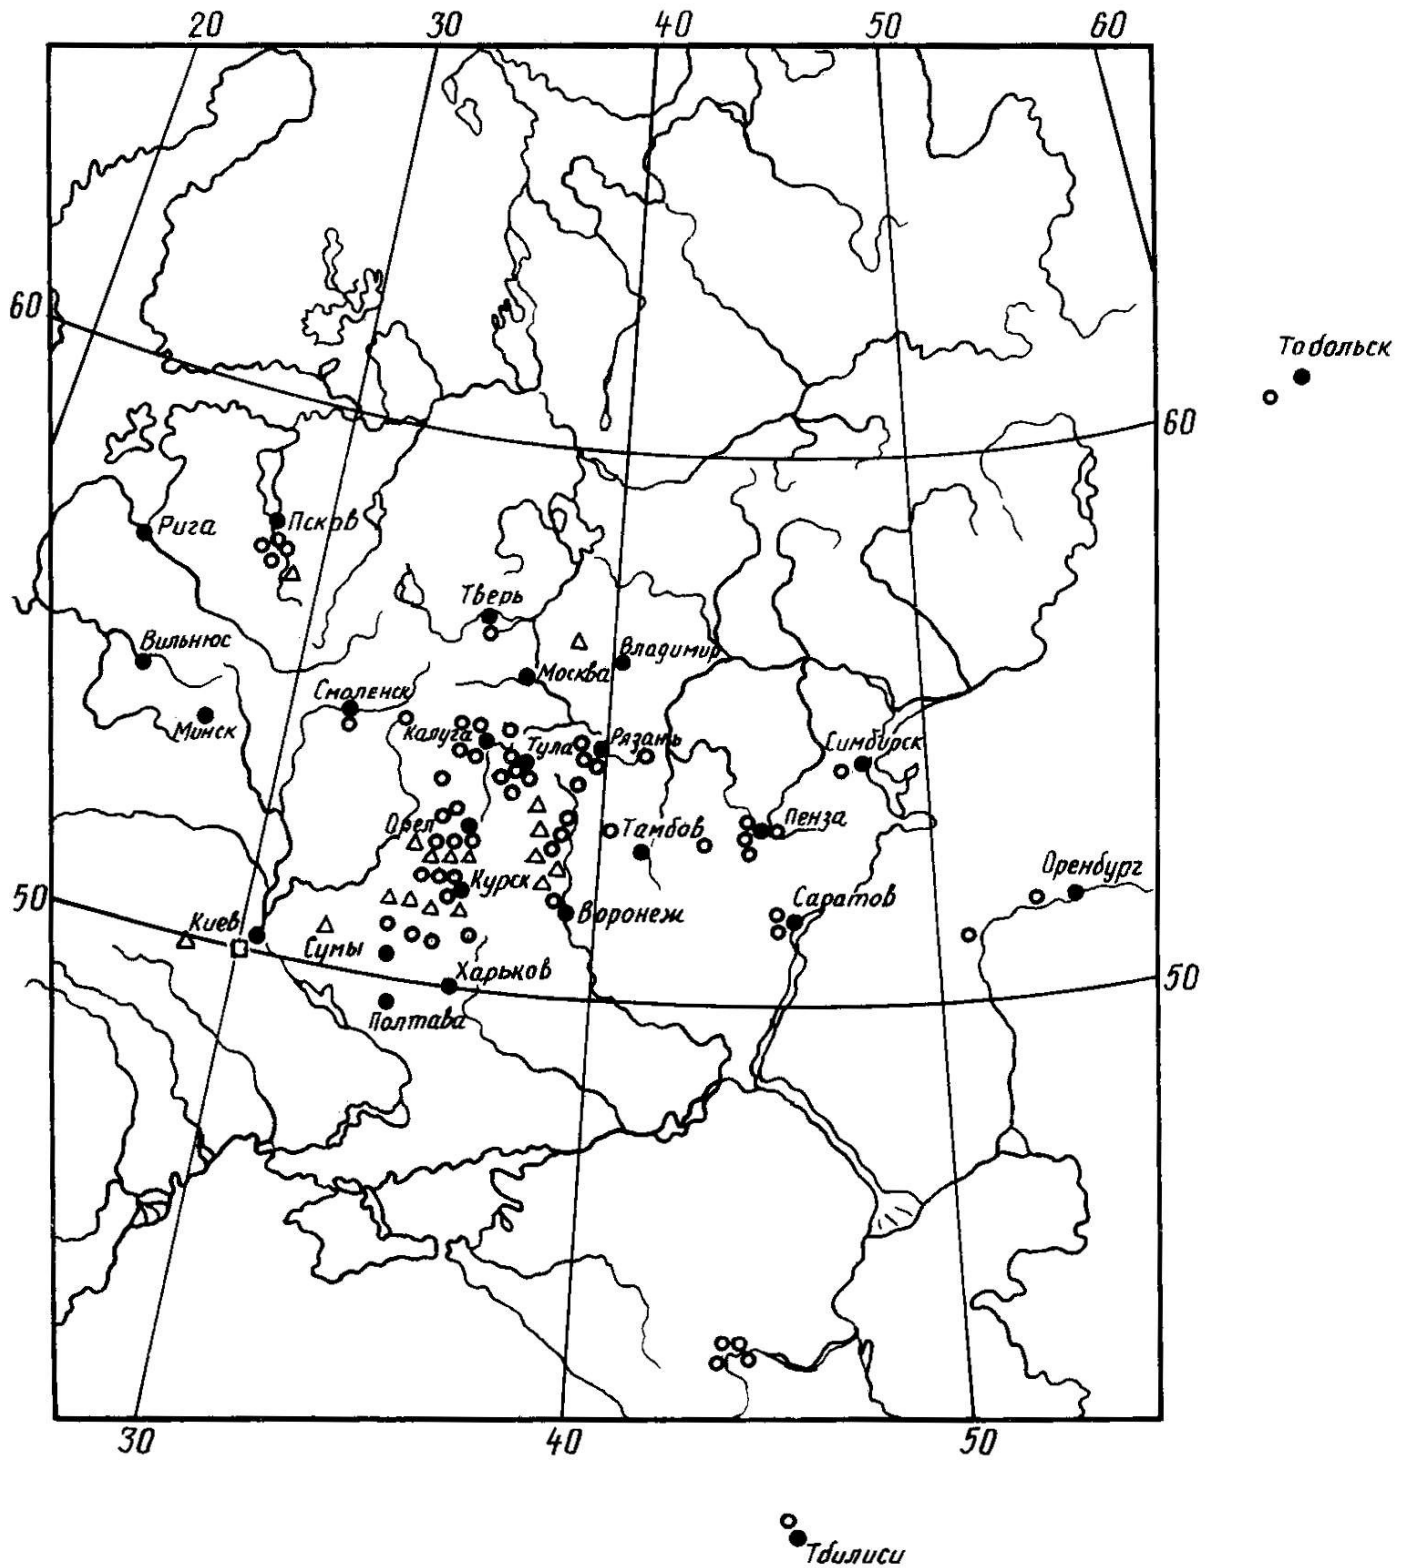 20 30 40 50 60
60
Тобольск
60
Рига
Псков
Тверь
Вильнюс
Владимир
Москва
Смоленск
Минск
Калуга
Тула
Рязань
Симбирск
Орел
Тамбов
Пенза
Оренбург
Курск
50
Саратов
Киев
Воронеж
Сумы
Харьков
50
Полтава
30 40 50
Тбилиси